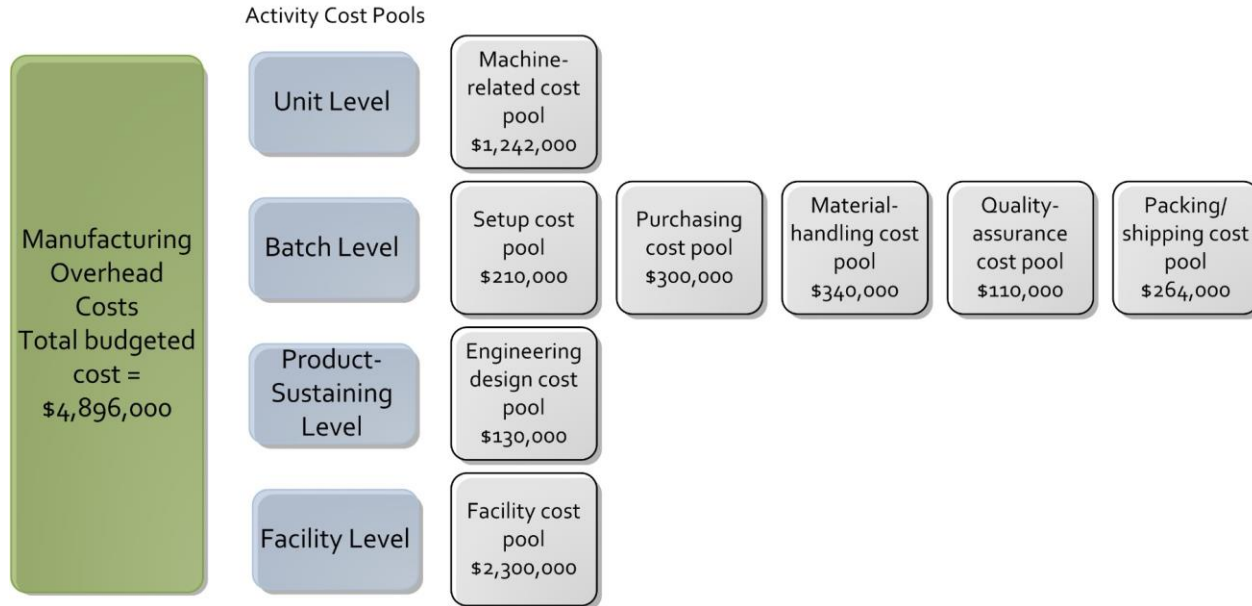 Activity Cost Pools
Manufacturing
Overhead
Costs
Total budgeted
cost =
$4,896,000
Unit Level
Machine-
related cost
pool
$1,242,000
Batch Level
Setup cost
pool
$210,000
Purchasing
cost pool
$300,000
Material-
handling cost
pool
$340,000
Quality-
assurance
cost pool
$110,000
Packing/
shipping cost
pool
$264,000
Product-
Sustaining
Level
Engineering
design cost
pool
$130,000
Facility Level
Facility cost
pool
$2,300,000